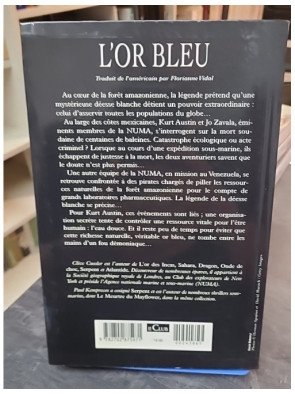 L'OR BLEU
Traduit de l'américain par Florianne Vidal
Au cœur de la forêt amazonienne, la légende prétend qu'une
mystérieuse déesse blanche détient un pouvoir extraordinaire :
celui d'asservir toutes les populations du globe...
Au large des côtes mexicaines, Kurt Austin et Jo Zavala, émi-
nents membres de la NUMA, s'interrogent sur la mort sou-
daine de centaines de baleines. Catastrophe écologique ou acte
criminel ? Lorsque au cours d'une expédition sous-marine, ils
échappent de justesse à la mort, les deux aventuriers savent que
le doute n'est plus permis...
Une autre équipe de la NUMA, en mission au Venezuela, se
retrouve confrontée à des pirates chargés de piller les ressour-
ces naturelles de la forêt amazonienne pour le compte de
grands laboratoires pharmaceutiques. La légende de la déesse
blanche se précise...
Pour Kurt Austin, ces événements sont liés ; une organisa-
tion secrète tente de contrôler une ressource vitale pour l'huma-
nité : l'eau douce. Et il reste peu de temps pour éviter
que cette richesse naturelle, véritable or bleu, ne tombe entre les
mains d'un fou démoniaque...
Clive Cussler est l'auteur de L'or des Incas, Sahara, Dragon, Onde de
choc, Serpent et Atlantide. Découvreur de nombreuses épaves, il appartient à
la Société géographique royale de Londres, au Club des explorateurs de New
York et préside l'Agence nationale marine et sous-marine (NUMA).
Paul Kemprecos a cosigné Serpent et est l'auteur de nombreux thrillers sous-
marins, dont Le Meurtre du Mayflower, dans la même collection.
LE CLUB